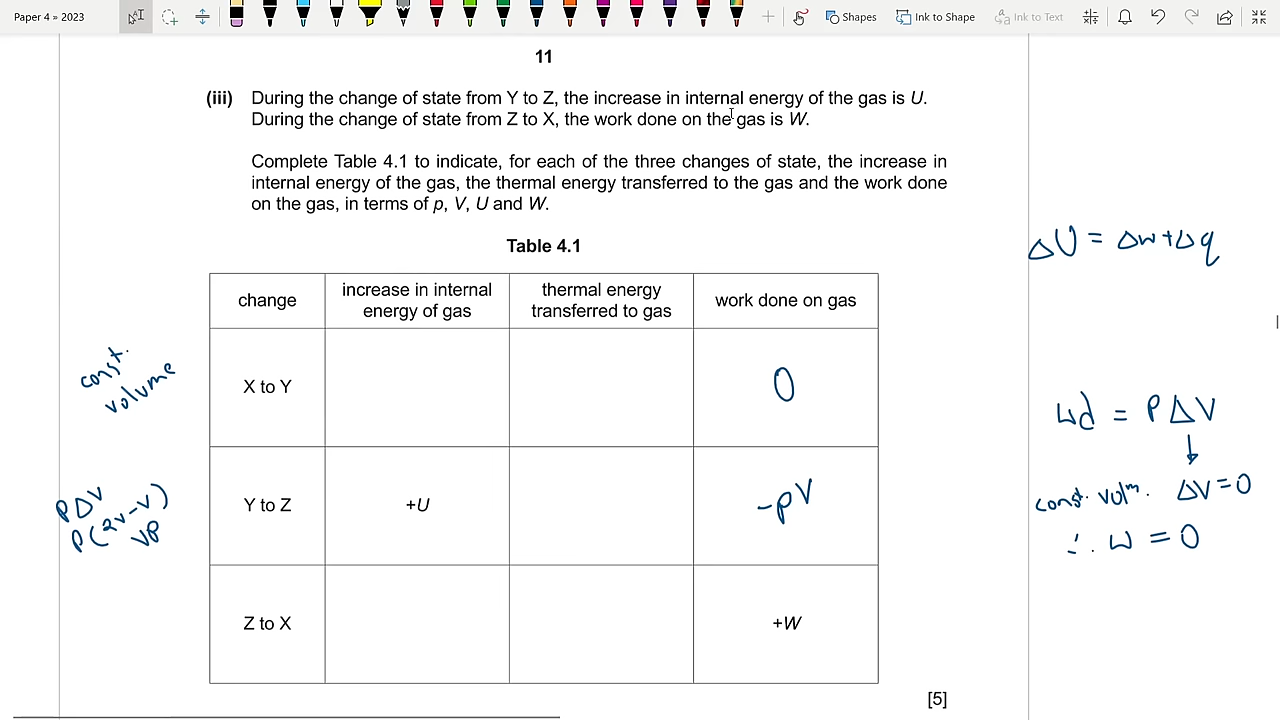 Paper 4 » 2023
Shapes
Ink to Shape
Ink to Text
11
(iii) During the change of state from Y to Z, the increase in internal energy of the gas is U.
During the change of state from Z to X, the work done on the gas is W.
Complete Table 4.1 to indicate, for each of the three changes of state, the increase in
internal energy of the gas, the thermal energy transferred to the gas and the work done
on the gas, in terms of p, V, U and W.
Table 4.1
ΔU = Δw+Δq
change
increase in internal
energy of gas
thermal energy
transferred to gas
work done on gas
const.
volume
X to Y
0
wd = PΔV
↓
const. volm. ΔV=0
∴ w = 0
PΔV
P(2v-v)
VP
Y to Z
+U
-pV
Z to X
+W
[5]